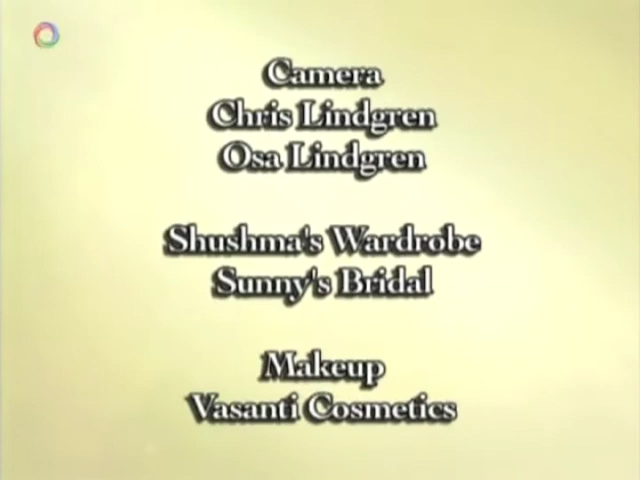 Camera
Chris Lindgren
Osa Lindgren
Shushma's Wardrobe
Sunny's Bridal
Makeup
Vasanti Cosmetics